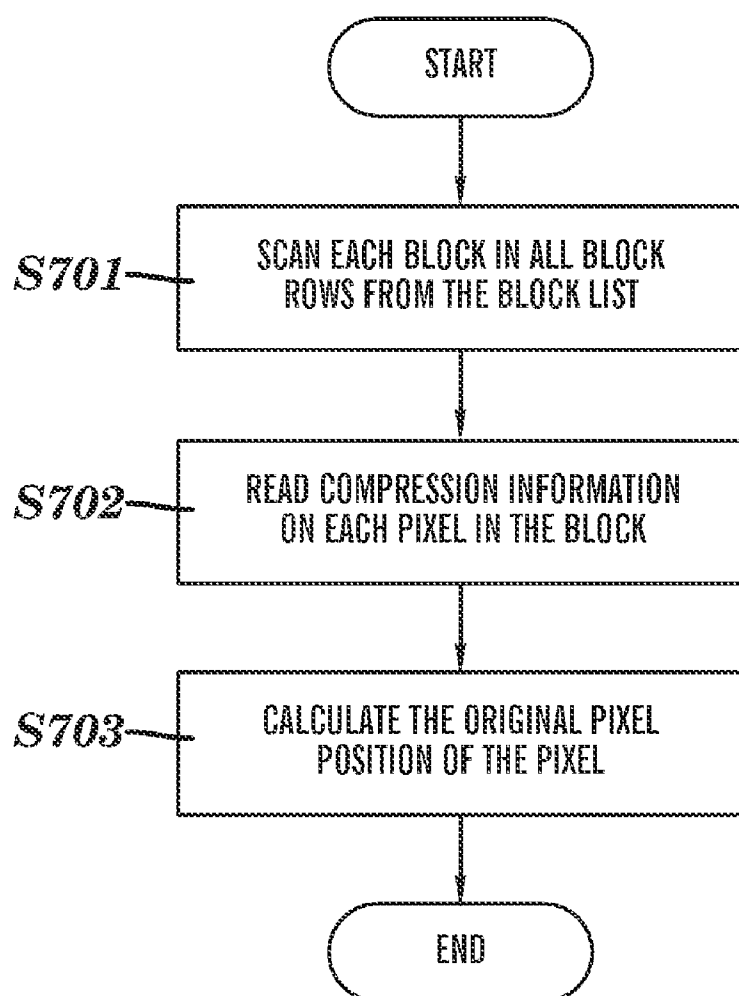 START
S701
SCAN EACH BLOCK IN ALL BLOCK
ROWS FROM THE BLOCK LIST
S702
READ COMPRESSION INFORMATION
ON EACH PIXEL IN THE BLOCK
S703
CALCULATE THE ORIGINAL PIXEL
POSITION OF THE PIXEL
END